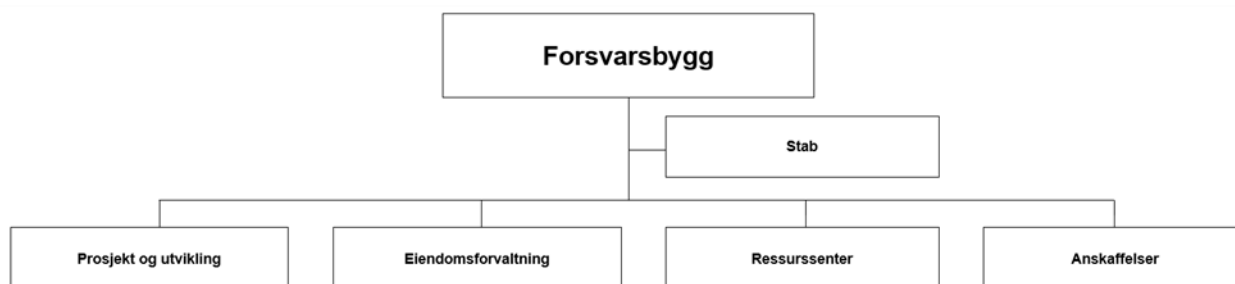 Forsvarsbygg
Stab
Prosjekt og utvikling
Eiendomsforvaltning
Ressurssenter
Anskaffelser